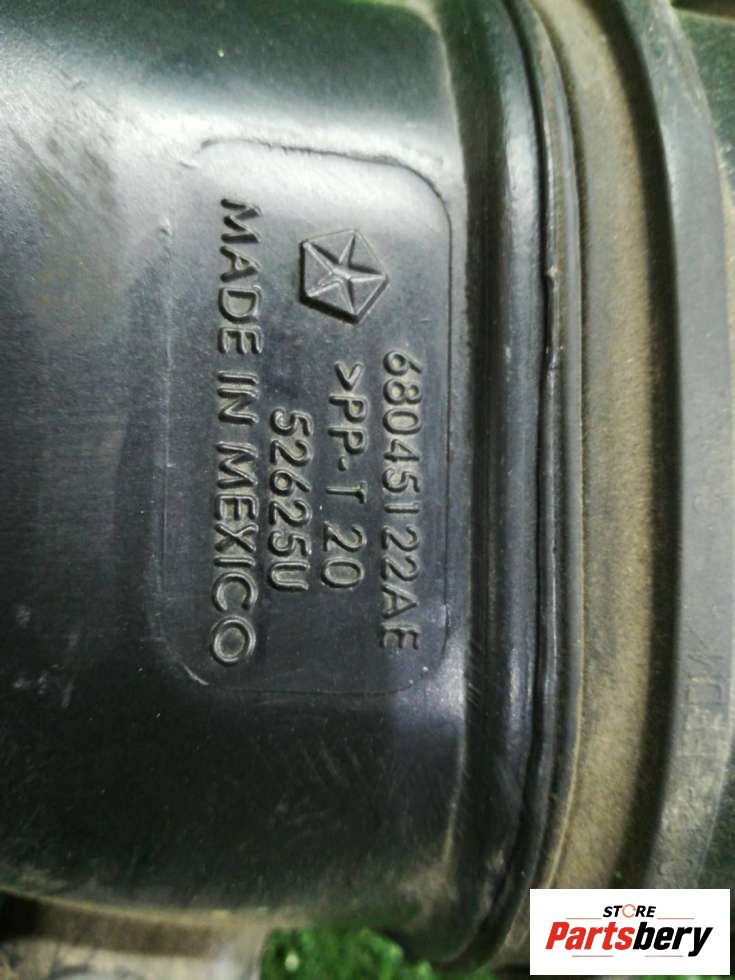 68045122AE
>PP-T 20
52625U
MADE IN MEXICO
STORE
Partsbery